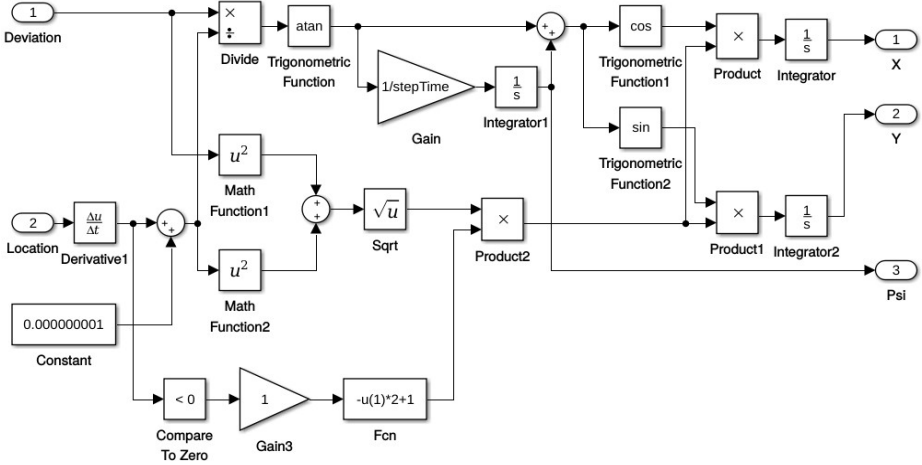 1
Deviation
×
÷
Divide
atan
Trigonometric
Function
+
+
cos
Trigonometric
Function1
×
Product
1
s
Integrator
1
X
1/stepTime
Gain
1
s
Integrator1
sin
Trigonometric
Function2
2
Y
u²
Math
Function1
2
Location
Δu
Δt
Derivative1
+
+
+
+
√u
Sqrt
×
Product2
×
Product1
1
s
Integrator2
u²
Math
Function2
3
Psi
0.000000001
Constant
< 0
Compare
To Zero
1
Gain3
-u(1)*2+1
Fcn